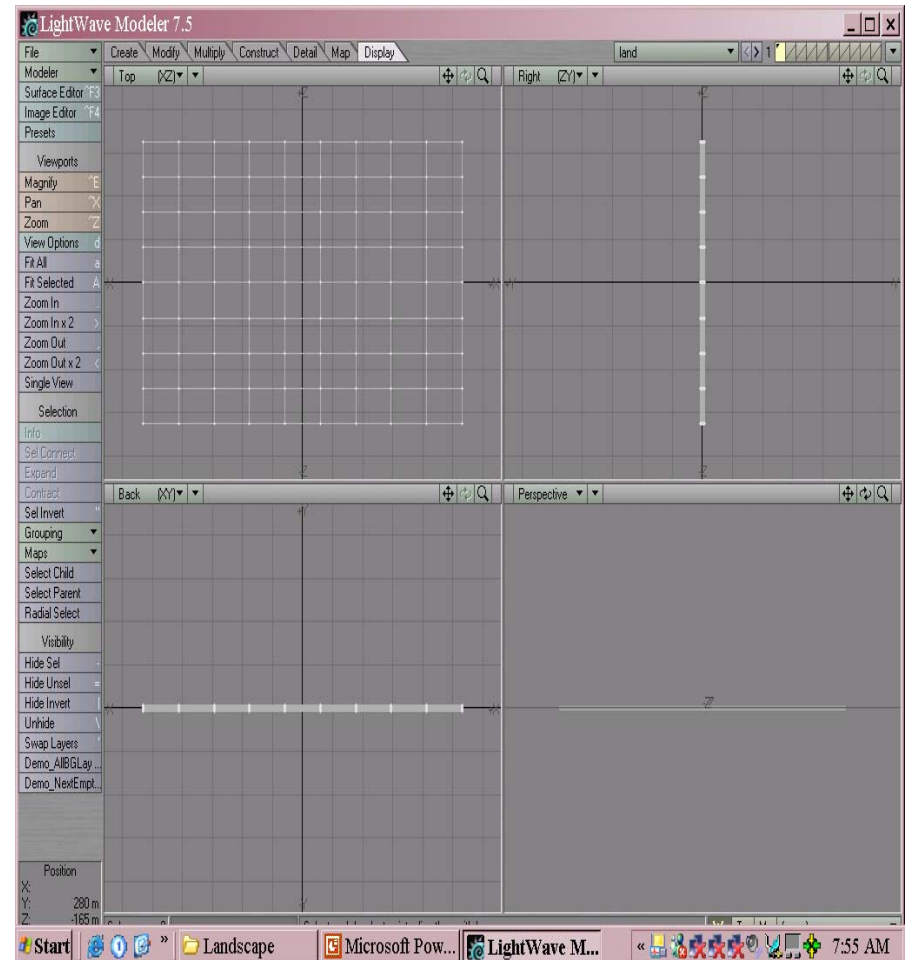 LightWave Modeler 7.5
File Create Modify Multiply Construct Detail Map Display land 1
Modeler
Surface Editor ^F3
Image Editor ^F4
Presets
Top (XZ) Right (ZY)
Viewports
Magnify ^E
Pan ^X
Zoom ^Z
View Options d
Fit All a
Fit Selected A
Zoom In .
Zoom In x 2 >
Zoom Out ,
Zoom Out x 2 <
Single View
Selection
Info
Sel Connect
Expand
Contract
Back (XY) Perspective
Sel Invert "
Grouping
Maps
Select Child
Select Parent
Radial Select
Visibility
Hide Sel -
Hide Unsel =
Hide Invert |
Unhide \
Swap Layers '
Demo_AllBGLay ...
Demo_NextEmpt...
-Z
Position
X:
Y: 280 m
Z: -165 m
Start » Landscape Microsoft Pow... LightWave M... « 7:55 AM